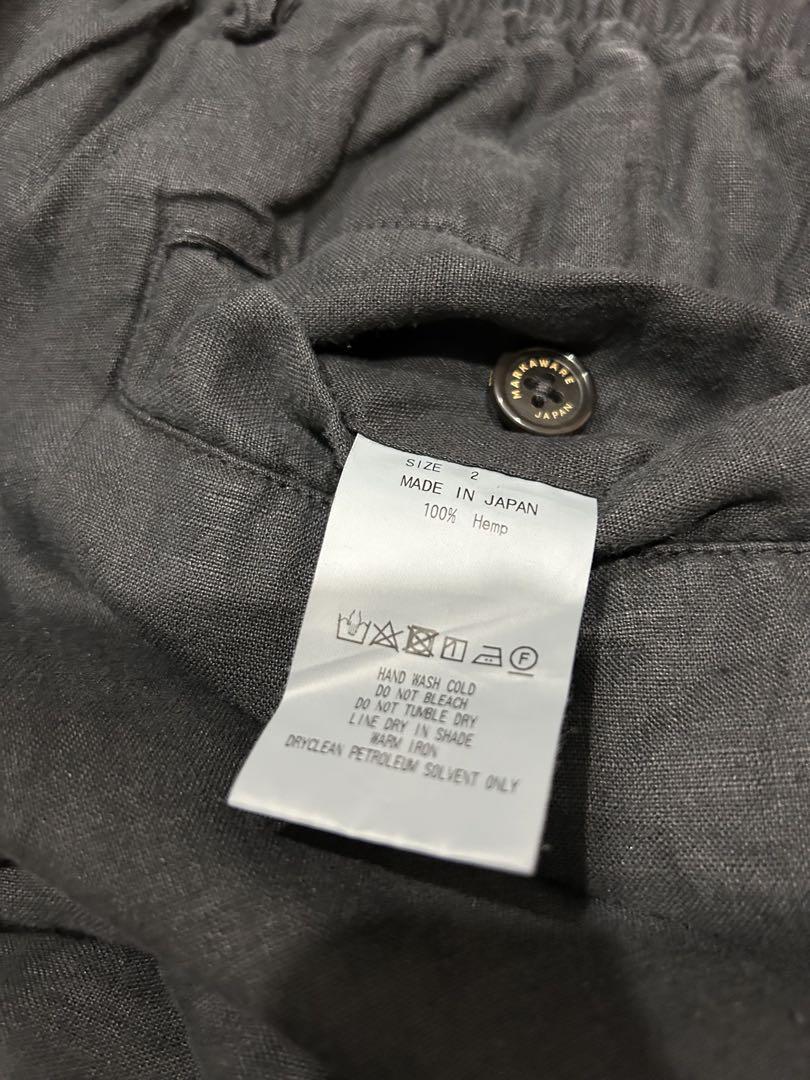 MARKAWARE
JAPAN
SIZE 2
MADE IN JAPAN
100% Hemp
F
HAND WASH COLD
DO NOT BLEACH
DO NOT TUMBLE DRY
LINE DRY IN SHADE
WARM IRON
DRYCLEAN PETROLEUM SOLVENT ONLY